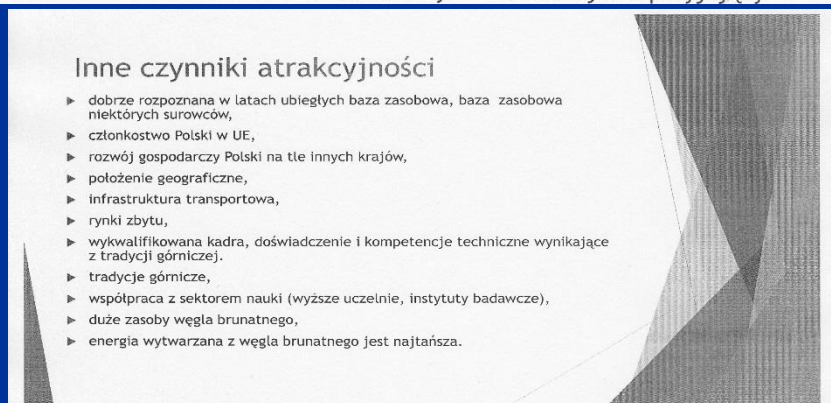 Inne czynniki atrakcyjności
► dobrze rozpoznana w latach ubiegłych baza zasobowa, baza zasobowa
niektórych surowców,
► członkostwo Polski w UE,
► rozwój gospodarczy Polski na tle innych krajów,
► położenie geograficzne,
► infrastruktura transportowa,
► rynki zbytu,
► wykwalifikowana kadra, doświadczenie i kompetencje techniczne wynikające
z tradycji górniczej.
► tradycje górnicze,
► współpraca z sektorem nauki (wyższe uczelnie, instytuty badawcze),
► duże zasoby węgla brunatnego,
► energia wytwarzana z węgla brunatnego jest najtańsza.